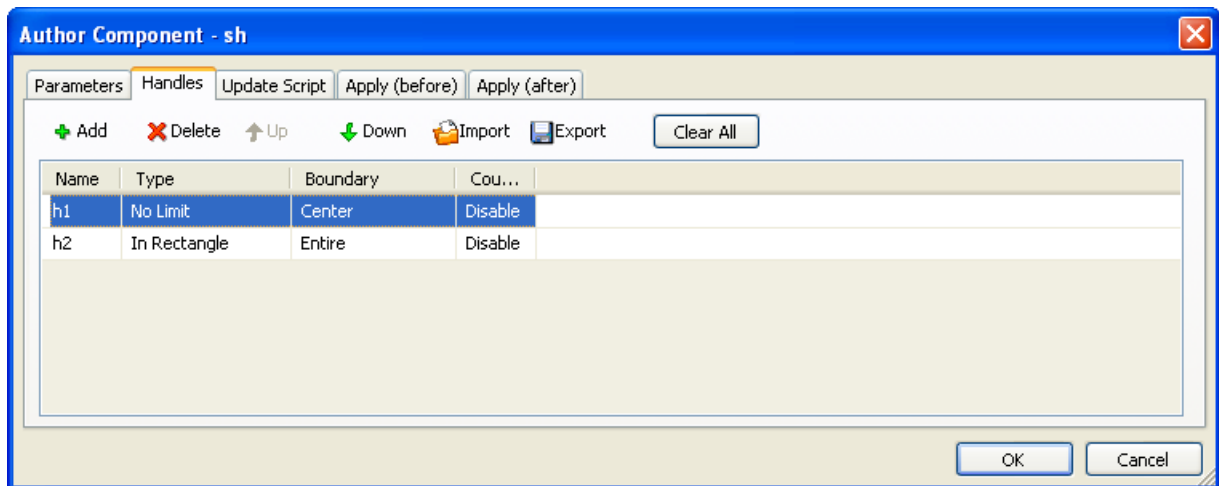 Author Component - sh
Parameters Handles Update Script Apply (before) Apply (after)
Add Delete Up Down Import Export Clear All
Name Type Boundary Cou...
h1 No Limit Center Disable
h2 In Rectangle Entire Disable
OK Cancel